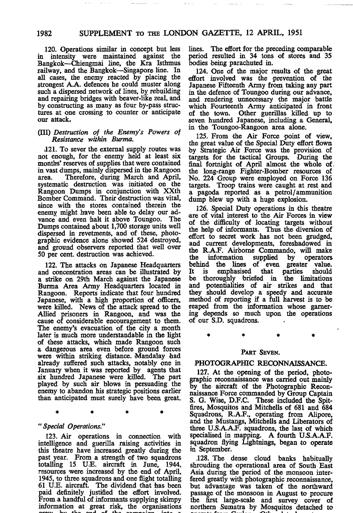 1982 SUPPLEMENT TO THE LONDON GAZETTE, 12 APRIL, 1951
120. Operations similar in concept but less
in intensity were maintained against the
Bangkok—Chiengmai line, the Kra Isthmus
railway, and the Bangkok—Singapore line. In
all cases, the enemy reacted by placing the
strongest A.A. defences he could muster along
such a dispersed network of lines, by rebuilding
and repairing bridges with beaver-like zeal, and
by constructing as many as four by-pass struc-
tures at one crossing to counter or anticipate
our attack.
(III) Destruction of the Enemy's Powers of
Resistance within Burma.
121. To sever the external supply routes was
not enough, for the enemy held at least six
months' reserves of supplies that were contained
in vast dumps, mainly dispersed in the Rangoon
area. Therefore, during March and April,
systematic destruction was initiated on the
Rangoon Dumps in conjunction with XXth
Bomber Command. Their destruction was vital,
since with the stores contained therein the
enemy might have been able to delay our ad-
vance and even halt it above Toungoo. The
Dumps contained about 1,700 storage units well
dispersed in revetments, and of these, photo-
graphic evidence alone showed 524 destroyed,
and ground observers reported that well over
50 per cent. destruction was achieved.
122. The attacks on Japanese Headquarters
and concentration areas can be illustrated by
a strike on 29th March against the Japanese
Burma Area Army Headquarters located in
Rangoon. Reports indicate that four hundred
Japanese, with a high proportion of officers,
were killed. News of the attack spread to the
Allied prisoners in Rangoon, and was the
cause of considerable encouragement to them.
The enemy's evacuation of the city a month
later is much more understandable in the light
of these attacks, which made Rangoon such
a dangerous area even before ground forces
were within striking distance. Mandalay had
already suffered such attacks, notably one in
January when it was reported by agents that
six hundred Japanese were killed. The part
played by such air blows in persuading the
enemy to abandon his strategic positions earlier
than anticipated must surely have been great.
* * * *
" Special Operations."
123. Air operations in connection with
intelligence and guerilla raising activities in
this theatre have increased greatly during the
past year. From a strength of two squadrons
totalling 15 U.E. aircraft in June, 1944,
resources were increased by the end of April,
1945, to three squadrons and one flight totalling
61 U.E. aircraft. The dividend that has been
paid definitely justified the effort involved.
From a handful of informants supplying skimpy
information at great risk, the organisations
lines. The effort for the preceding comparable
period resulted in 34 tons of stores and 35
bodies being parachuted in.
124. One of the major results of the great
effort involved was the prevention of the
Japanese Fifteenth Army from taking any part
in the defence of Toungoo during our advance,
and rendering unnecessary the major battle
which Fourteenth Army anticipated in front
of the town. Other guerillas killed up to
seven hundred Japanese, including a General,
in the Toungoo-Rangoon area alone.
125. From the Air Force point of view,
the great value of the Special Duty effort flown
by Strategic Air Force was the provision of
targets for the tactical Groups. During the
final fortnight of April almost the whole of
the long-range Fighter-Bomber resources of
No. 224 Group were employed on Force 136
targets. Troop trains were caught at rest and
a pagoda reported as a petrol/ammunition
dump blew up with a huge explosion.
126. Special Duty operations in this theatre
are of vital interest to the Air Forces in view
of the difficulty of locating targets without
the help of informants. Thus the diversion of
effort to secret work has not been grudged,
and current developments, foreshadowed in
the R.A.F. Airborne Commando, will make
the information supplied by operators
behind the lines of even greater value.
It is emphasised that parties should
be thoroughly briefed in the limitations
and potentialities of air strikes and that
they should develop a speedy and accurate
method of reporting if a full harvest is to be
reaped from the information whose garner-
ing depends so much upon the operations
of our S.D. squadrons.
* * * * *
PART SEVEN.
PHOTOGRAPHIC RECONNAISSANCE.
127. At the opening of the period, photo-
graphic reconnaissance was carried out mainly
by the aircraft of the Photographic Recon-
naissance Force commanded by Group Captain
S. G. Wise, D.F.C. These included the Spit-
fires, Mosquitos and Mitchells of 681 and 684
Squadrons, R.A.F., operating from Alipore,
and the Mustangs, Mitchells and Liberators of
three U.S.A.A.F. squadrons, the last of which
specialised in mapping. A fourth U.S.A.A.F.
squadron flying Lightnings, began to operate
in September.
128. The dense cloud banks habitually
shrouding the operational area of South East
Asia during the period of the monsoon inter-
fered greatly with photographic reconnaissance,
but advantage was taken of the northward
passage of the monsoon in August to procure
the first large-scale and survey cover of
northern Sumatra by Mosquitos detached to